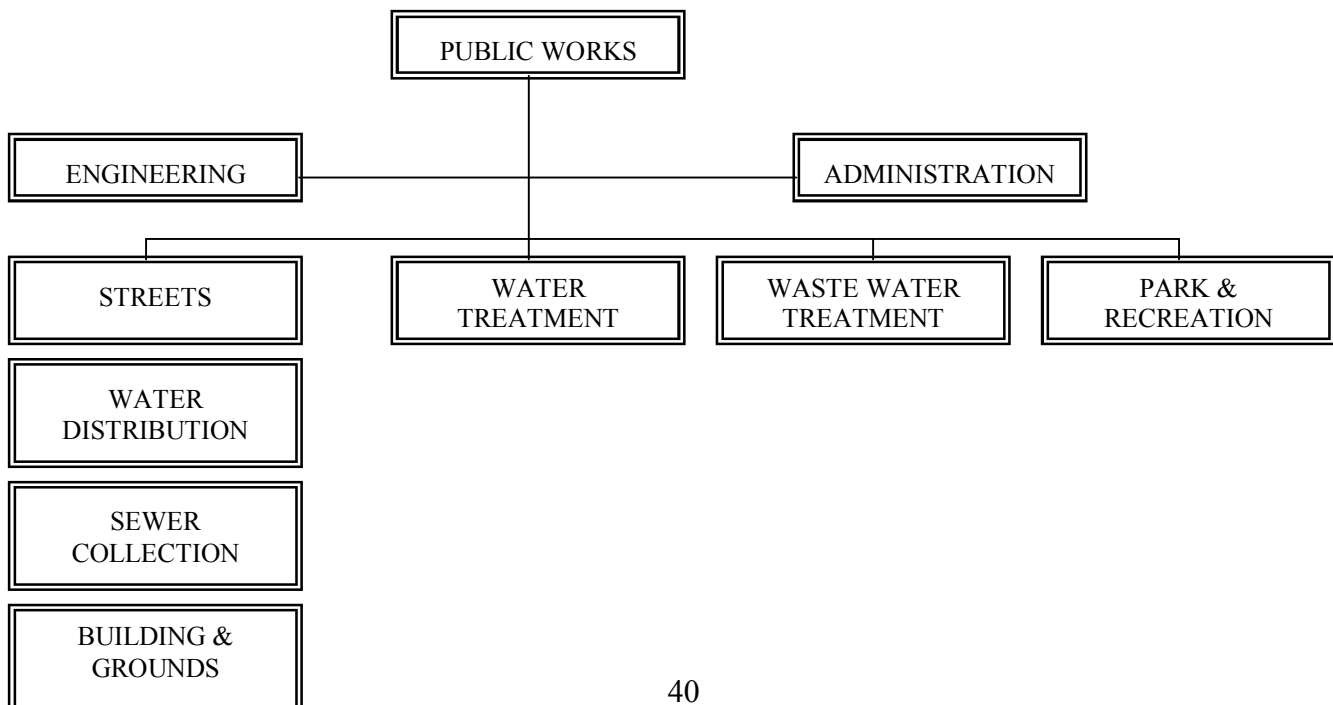 PUBLIC WORKS
ENGINEERING
ADMINISTRATION
STREETS
WATER
TREATMENT
WASTE WATER
TREATMENT
PARK &
RECREATION
WATER
DISTRIBUTION
SEWER
COLLECTION
BUILDING &
GROUNDS
40